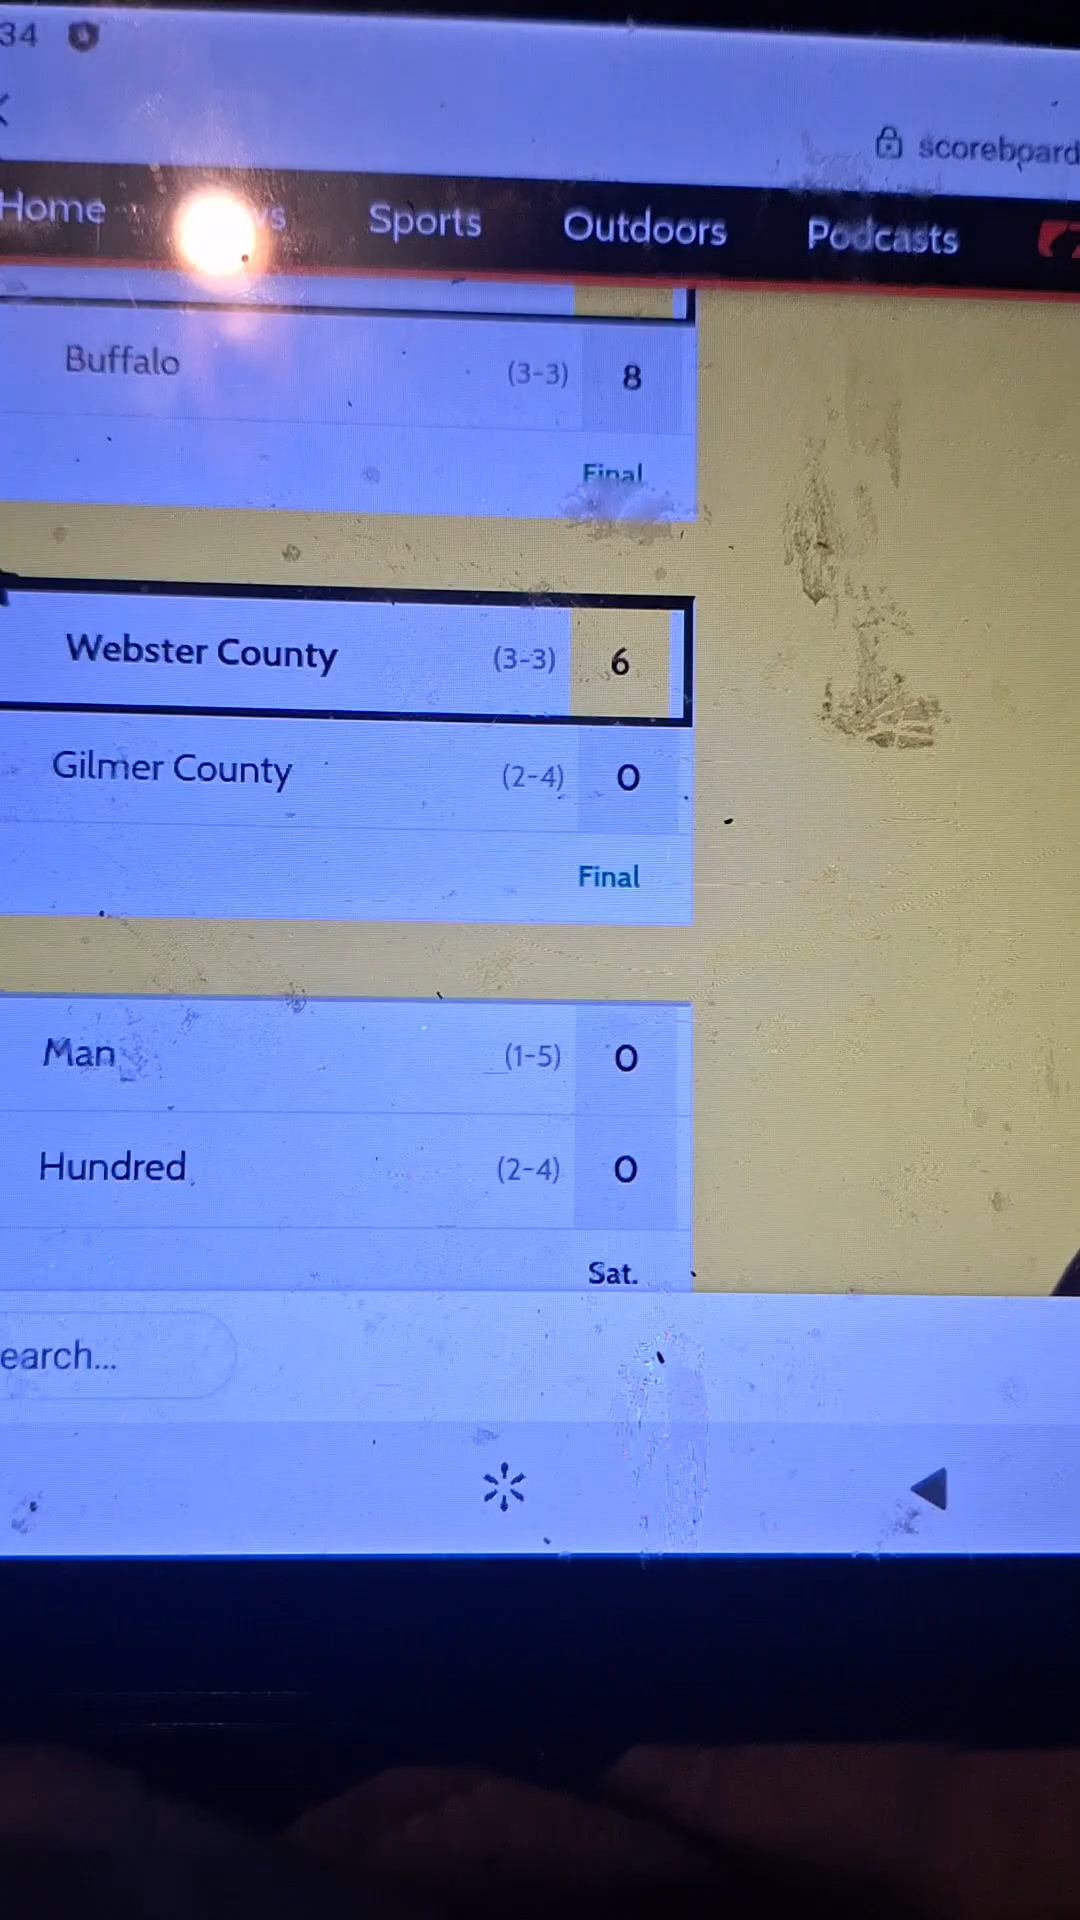 34
scoreboard
Home Sports Outdoors Podcasts
Buffalo (3-3) 8
Final
Webster County (3-3) 6
Gilmer County (2-4) 0
Final
Man (1-5) 0
Hundred (2-4) 0
Sat.
earch...